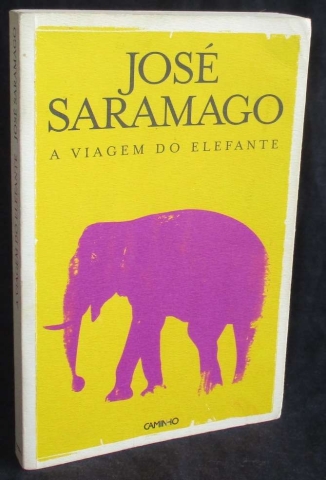 JOSÉ
SARAMAGO
A VIAGEM DO ELEFANTE
CAMINHO